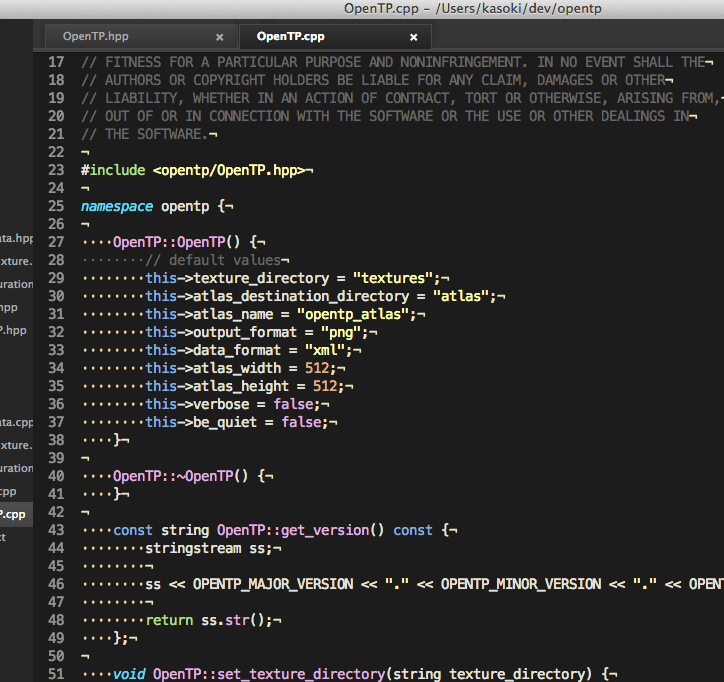 OpenTP.cpp – /Users/kasoki/dev/opentp
OpenTP.hpp × OpenTP.cpp ×
17 // FITNESS FOR A PARTICULAR PURPOSE AND NONINFRINGEMENT. IN NO EVENT SHALL THE¬
18 // AUTHORS OR COPYRIGHT HOLDERS BE LIABLE FOR ANY CLAIM, DAMAGES OR OTHER¬
19 // LIABILITY, WHETHER IN AN ACTION OF CONTRACT, TORT OR OTHERWISE, ARISING FROM,¬
20 // OUT OF OR IN CONNECTION WITH THE SOFTWARE OR THE USE OR OTHER DEALINGS IN¬
21 // THE SOFTWARE.¬
22 ¬
23 #include <opentp/OpenTP.hpp>¬
24 ¬
25 namespace opentp {¬
26 ¬
27 ····OpenTP::OpenTP() {¬
28 ········// default values¬
29 ········this->texture_directory = "textures";¬
30 ········this->atlas_destination_directory = "atlas";¬
31 ········this->atlas_name = "opentp_atlas";¬
32 ········this->output_format = "png";¬
33 ········this->data_format = "xml";¬
34 ········this->atlas_width = 512;¬
35 ········this->atlas_height = 512;¬
36 ········this->verbose = false;¬
37 ········this->be_quiet = false;¬
38 ····}¬
39 ¬
40 ····OpenTP::~OpenTP() {¬
41 ····}¬
42 ¬
43 ····const string OpenTP::get_version() const {¬
44 ········stringstream ss;¬
45 ········¬
46 ········ss << OPENTP_MAJOR_VERSION << "." << OPENTP_MINOR_VERSION << "." << OPENT
47 ········¬
48 ········return ss.str();¬
49 ····};¬
50 ¬
51 ····void OpenTP::set_texture_directory(string texture_directory) {¬
ata.hpp
xture.
uration
hpp
P.hpp
ata.cpp
xture.
uration
cpp
P.cpp
ct